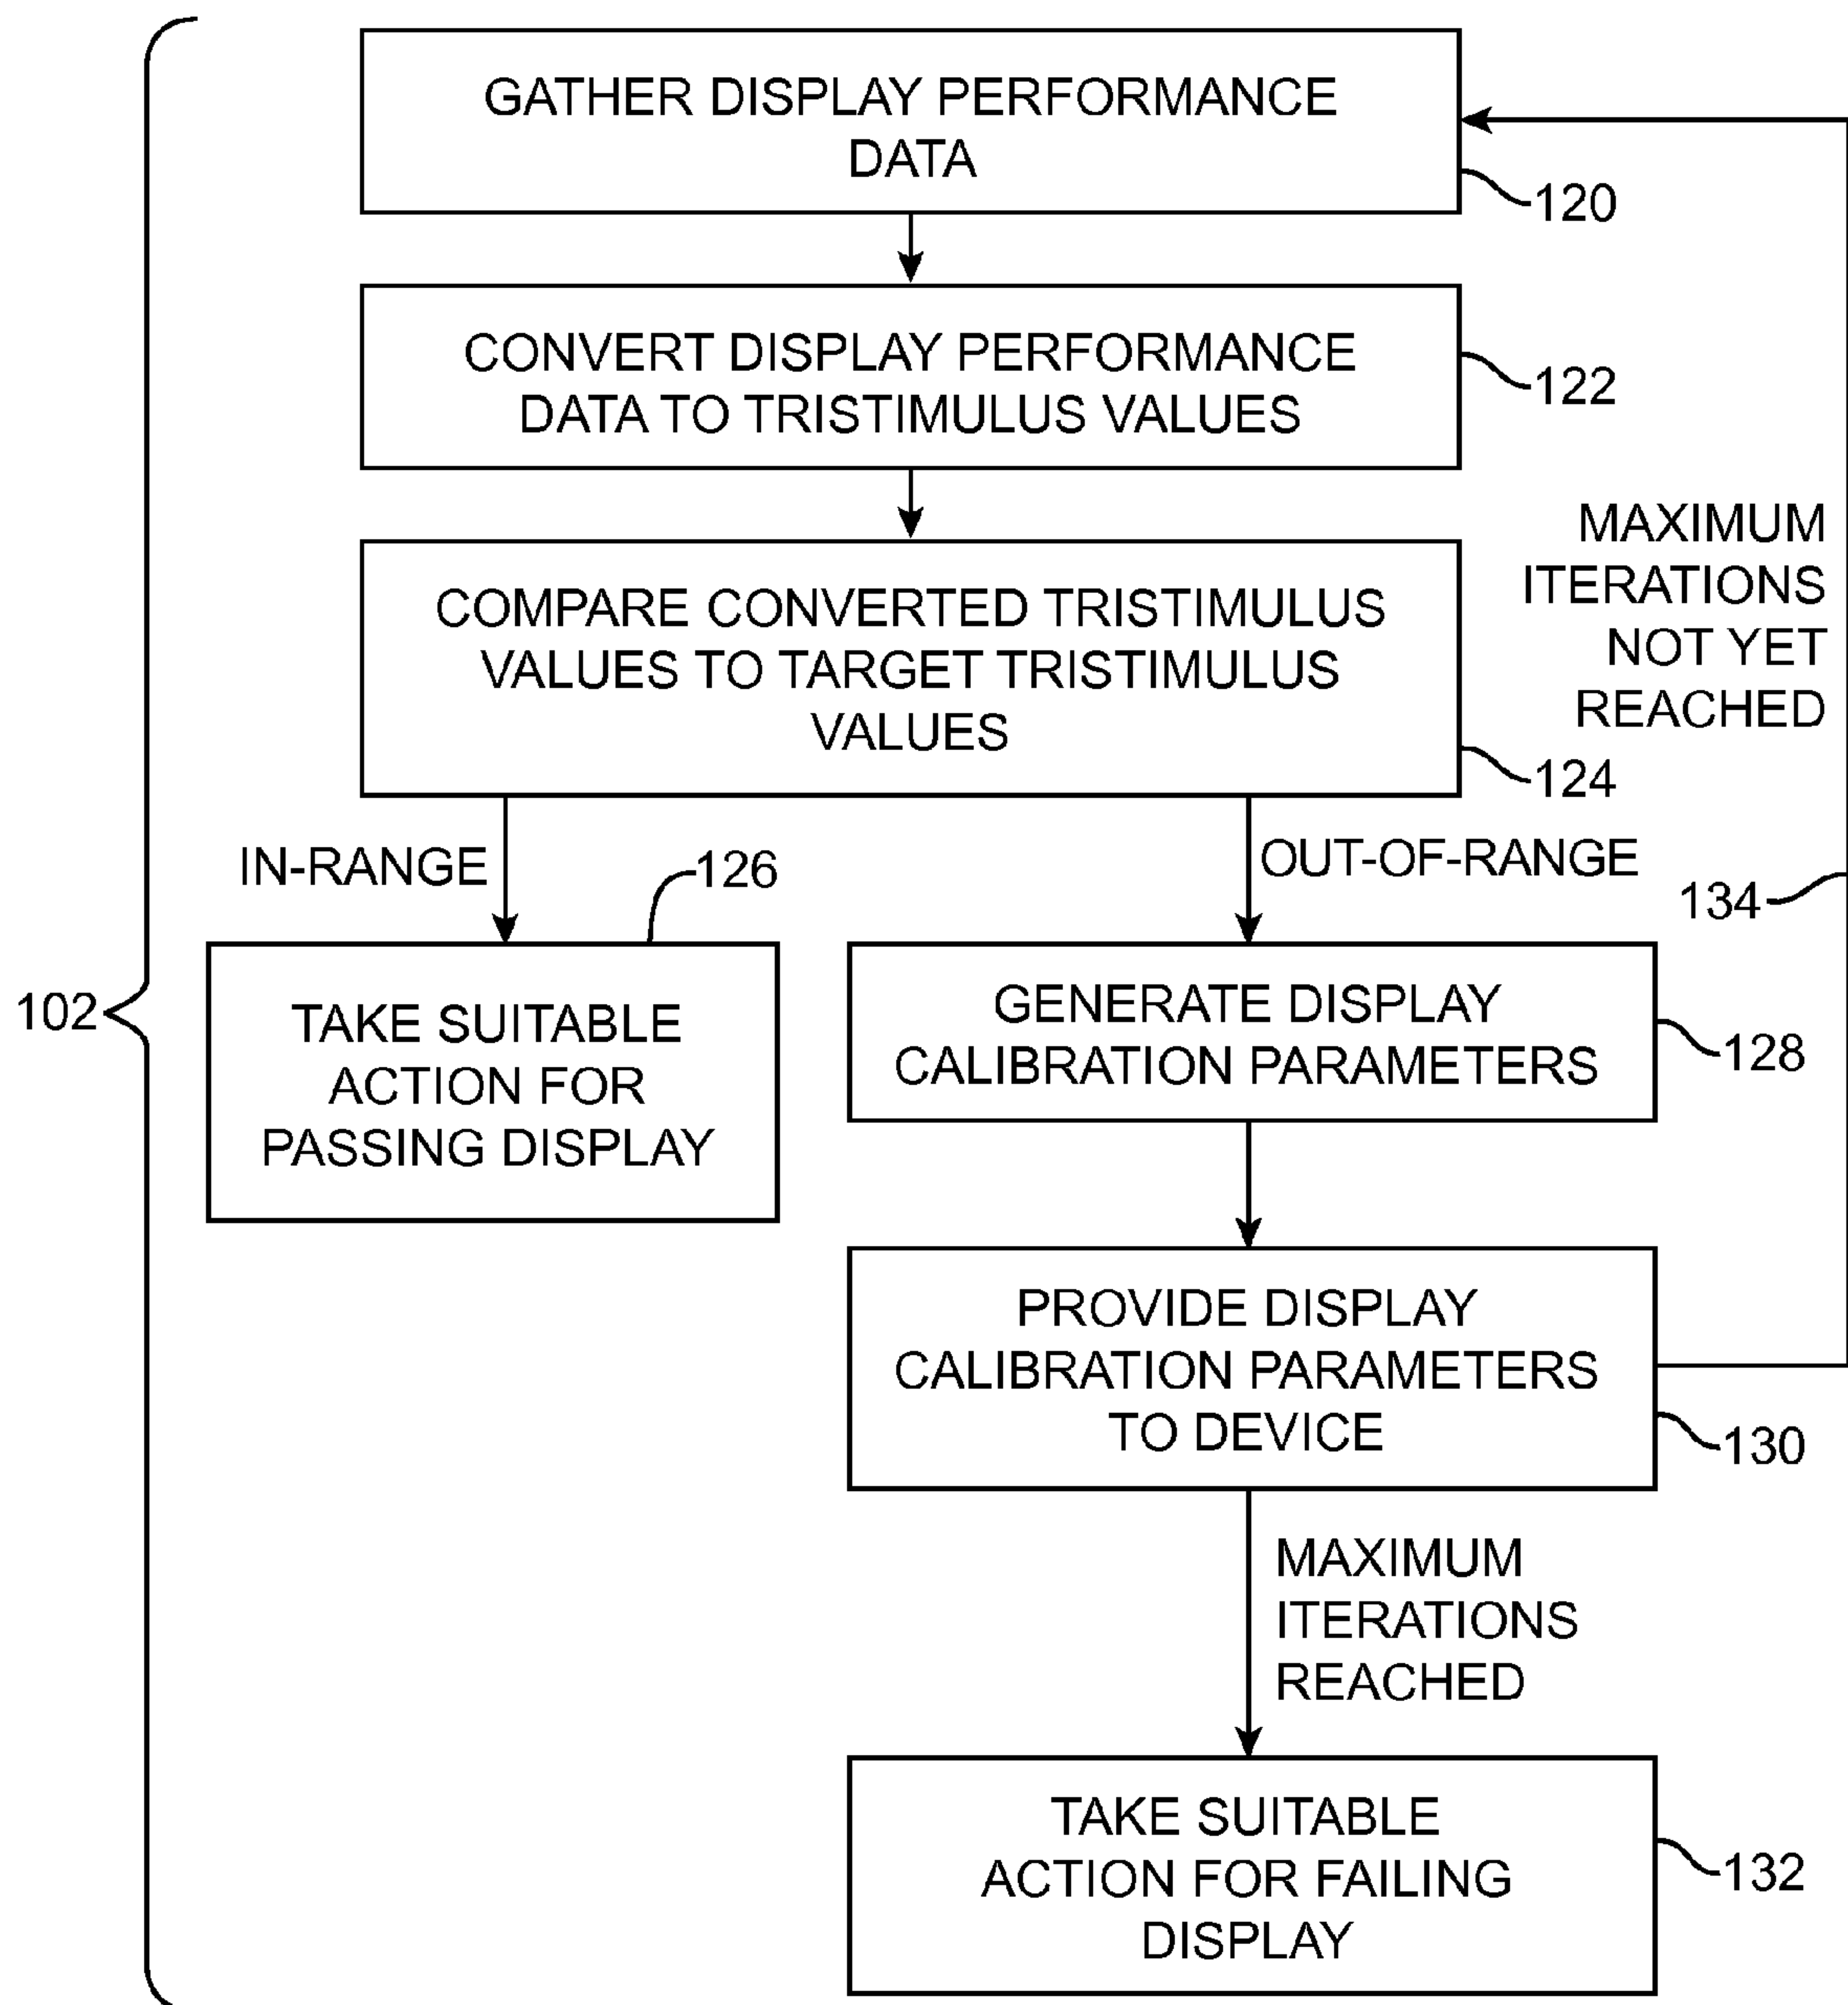 GATHER DISPLAY PERFORMANCE
DATA
120
CONVERT DISPLAY PERFORMANCE
DATA TO TRISTIMULUS VALUES
122
COMPARE CONVERTED TRISTIMULUS
VALUES TO TARGET TRISTIMULUS
VALUES
124
MAXIMUM
ITERATIONS
NOT YET
REACHED
134
IN-RANGE
OUT-OF-RANGE
126
102
TAKE SUITABLE
ACTION FOR
PASSING DISPLAY
GENERATE DISPLAY
CALIBRATION PARAMETERS
128
PROVIDE DISPLAY
CALIBRATION PARAMETERS
TO DEVICE
130
MAXIMUM
ITERATIONS
REACHED
TAKE SUITABLE
ACTION FOR FAILING
DISPLAY
132